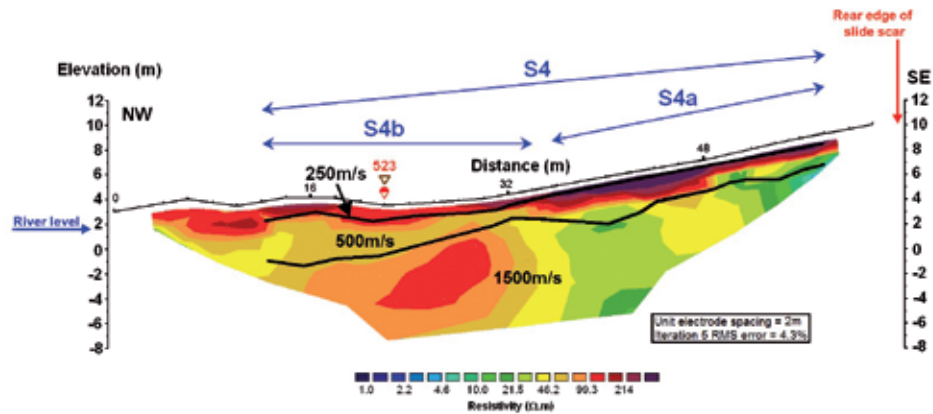 Rear edge of
slide scar
Elevation (m)
S4
SE
NW
S4a
S4b
12
10
8
6
4
2
0
-2
-4
-6
-8
523
250m/s
Distance (m)
0
16
32
48
River level
500m/s
1500m/s
12
10
8
6
4
2
0
-2
-4
-6
-8
Unit electrode spacing = 2m
Iteration 5 RMS error = 4.3%
1.0 2.2 4.6 10.0 21.5 46.2 99.3 214
Resistivity (Ω.m)